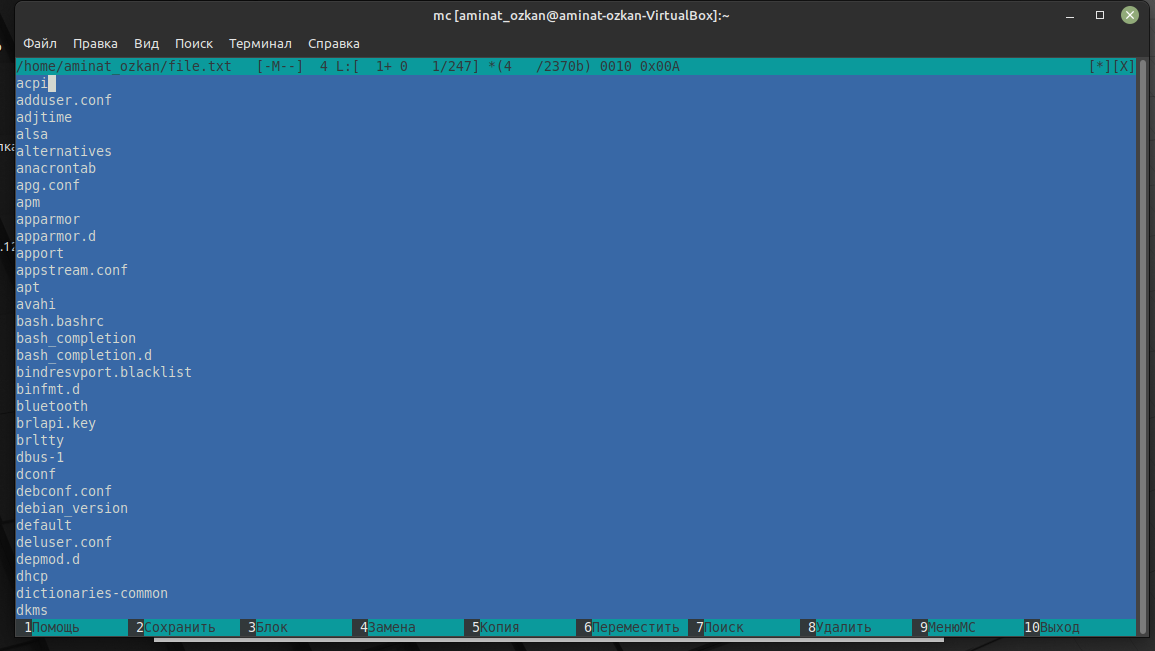 mc [aminat_ozkan@aminat-ozkan-VirtualBox]:~
Файл Правка Вид Поиск Терминал Справка
/home/aminat_ozkan/file.txt [-M--] 4 L:[ 1+ 0 1/247] *(4 /2370b) 0010 0x00A [*][X]
acpi
adduser.conf
adjtime
alsa
alternatives
anacrontab
apg.conf
apm
apparmor
apparmor.d
apport
appstream.conf
apt
avahi
bash.bashrc
bash_completion
bash_completion.d
bindresvport.blacklist
binfmt.d
bluetooth
brlapi.key
brltty
dbus-1
dconf
debconf.conf
debian_version
default
deluser.conf
depmod.d
dhcp
dictionaries-common
dkms
1Помощь 2Сохранить 3Блок 4Замена 5Копия 6Переместить 7Поиск 8Удалить 9МенюMC 10Выход